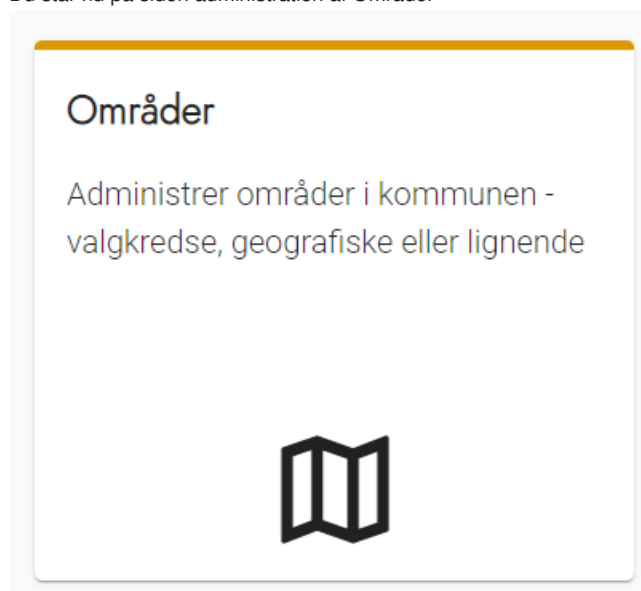 Områder
Administrer områder i kommunen -
valgkredse, geografiske eller lignende